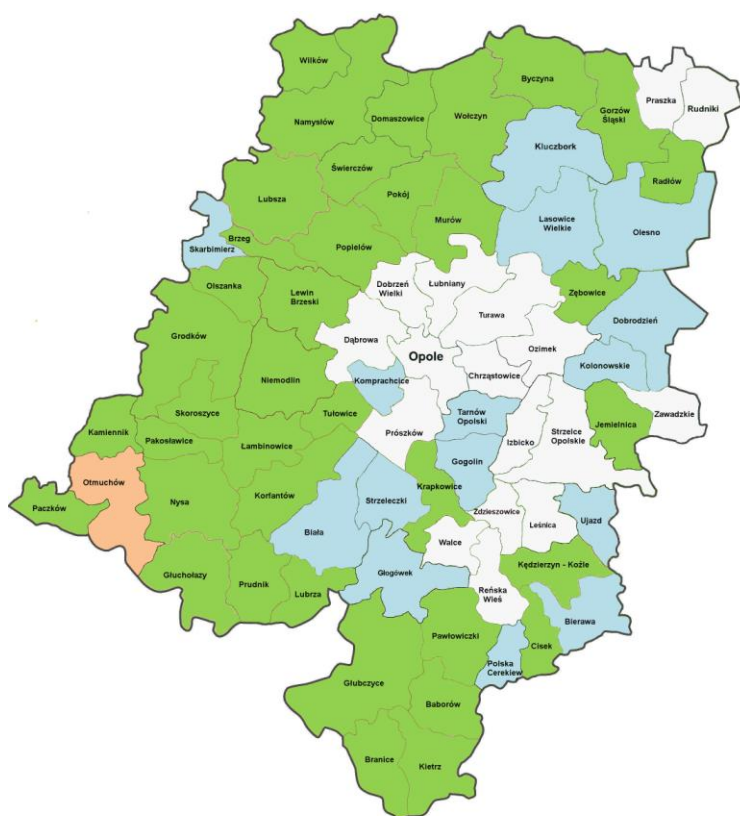 Wilków
Byczyna
Praszka
Rudniki
Gorzów
Śląski
Namysłów
Domaszowice
Wołczyn
Kluczbork
Świerczów
Radłów
Lubsza
Pokój
Murów
Lasowice
Wielkie
Olesno
Brzeg
Skarbimierz
Popielów
Olszanka
Lewin
Brzeski
Dobrzeń
Wielki
Łubniany
Zębowice
Turawa
Dobrodzień
Grodków
Dąbrowa
Opole
Ozimek
Kolonowskie
Niemodlin
Komprachcice
Chrząstowice
Skoroszyce
Tułowice
Tarnów
Opolski
Strzelce
Opolskie
Jemielnica
Zawadzkie
Kamiennik
Pakosławice
Łambinowice
Prószków
Izbicko
Otmuchów
Gogolin
Paczków
Nysa
Korfantów
Strzeleczki
Krapkowice
Zdzieszowice
Leśnica
Ujazd
Biała
Walce
Kędzierzyn - Koźle
Głuchołazy
Prudnik
Lubrza
Głogówek
Reńska
Wieś
Bierawa
Pawłowiczki
Cisek
Polska
Cerekiew
Głubczyce
Baborów
Branice
Kietrz